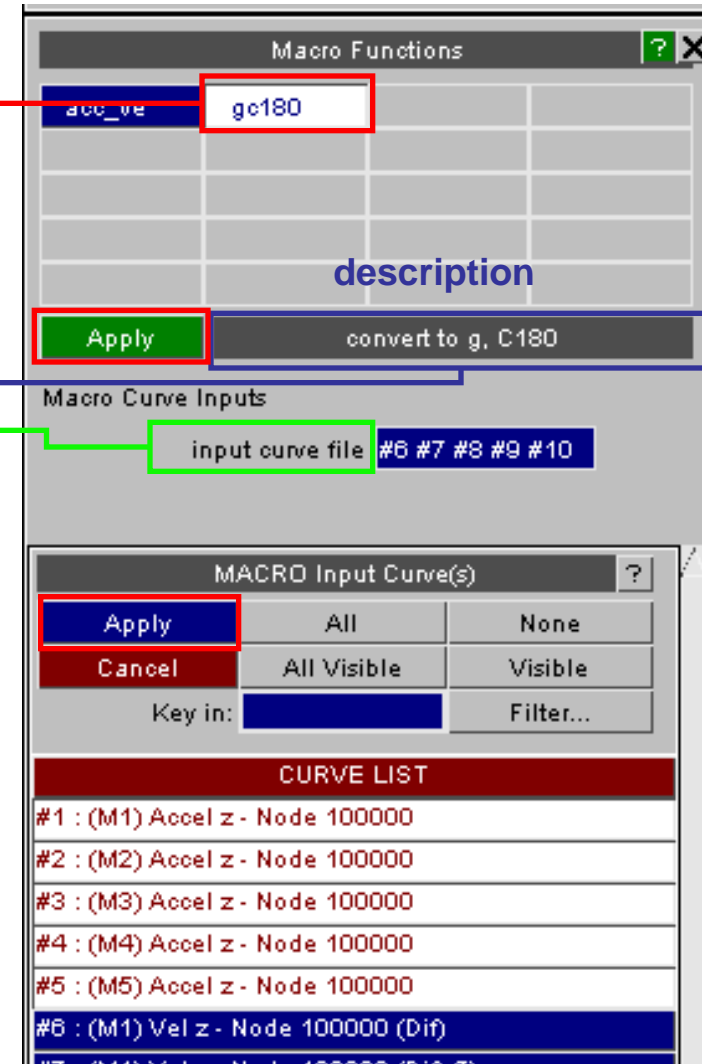 Macro Functions ? X
acc_ve gc180
description
Apply convert to g, C180
Macro Curve Inputs
input curve file #6 #7 #8 #9 #10
MACRO Input Curve(s) ?
Apply All None
Cancel All Visible Visible
Key in: Filter...
CURVE LIST
#1 : (M1) Accel z - Node 100000
#2 : (M2) Accel z - Node 100000
#3 : (M3) Accel z - Node 100000
#4 : (M4) Accel z - Node 100000
#5 : (M5) Accel z - Node 100000
#6 : (M1) Vel z - Node 100000 (Dif)